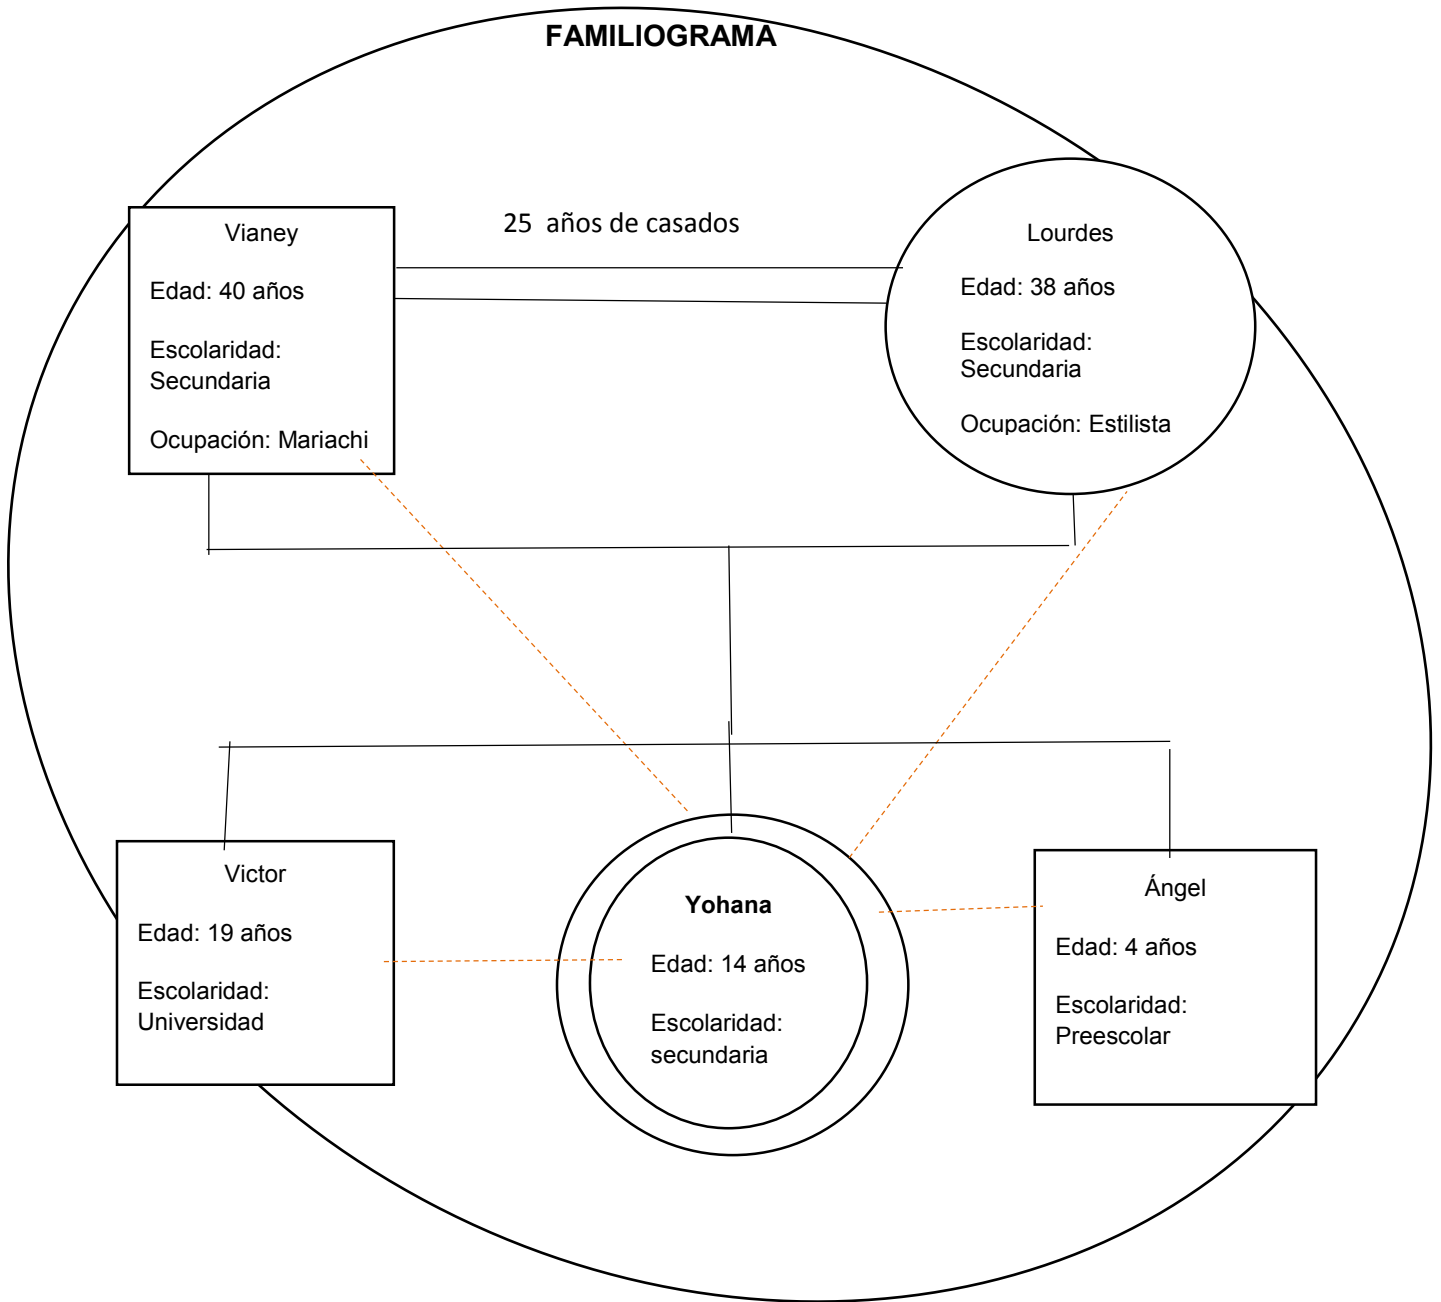 FAMILIOGRAMA
25 años de casados
Vianey
Edad: 40 años
Escolaridad:
Secundaria
Ocupación: Mariachi
Lourdes
Edad: 38 años
Escolaridad:
Secundaria
Ocupación: Estilista
Victor
Edad: 19 años
Escolaridad:
Universidad
Yohana
Edad: 14 años
Escolaridad:
secundaria
Ángel
Edad: 4 años
Escolaridad:
Preescolar